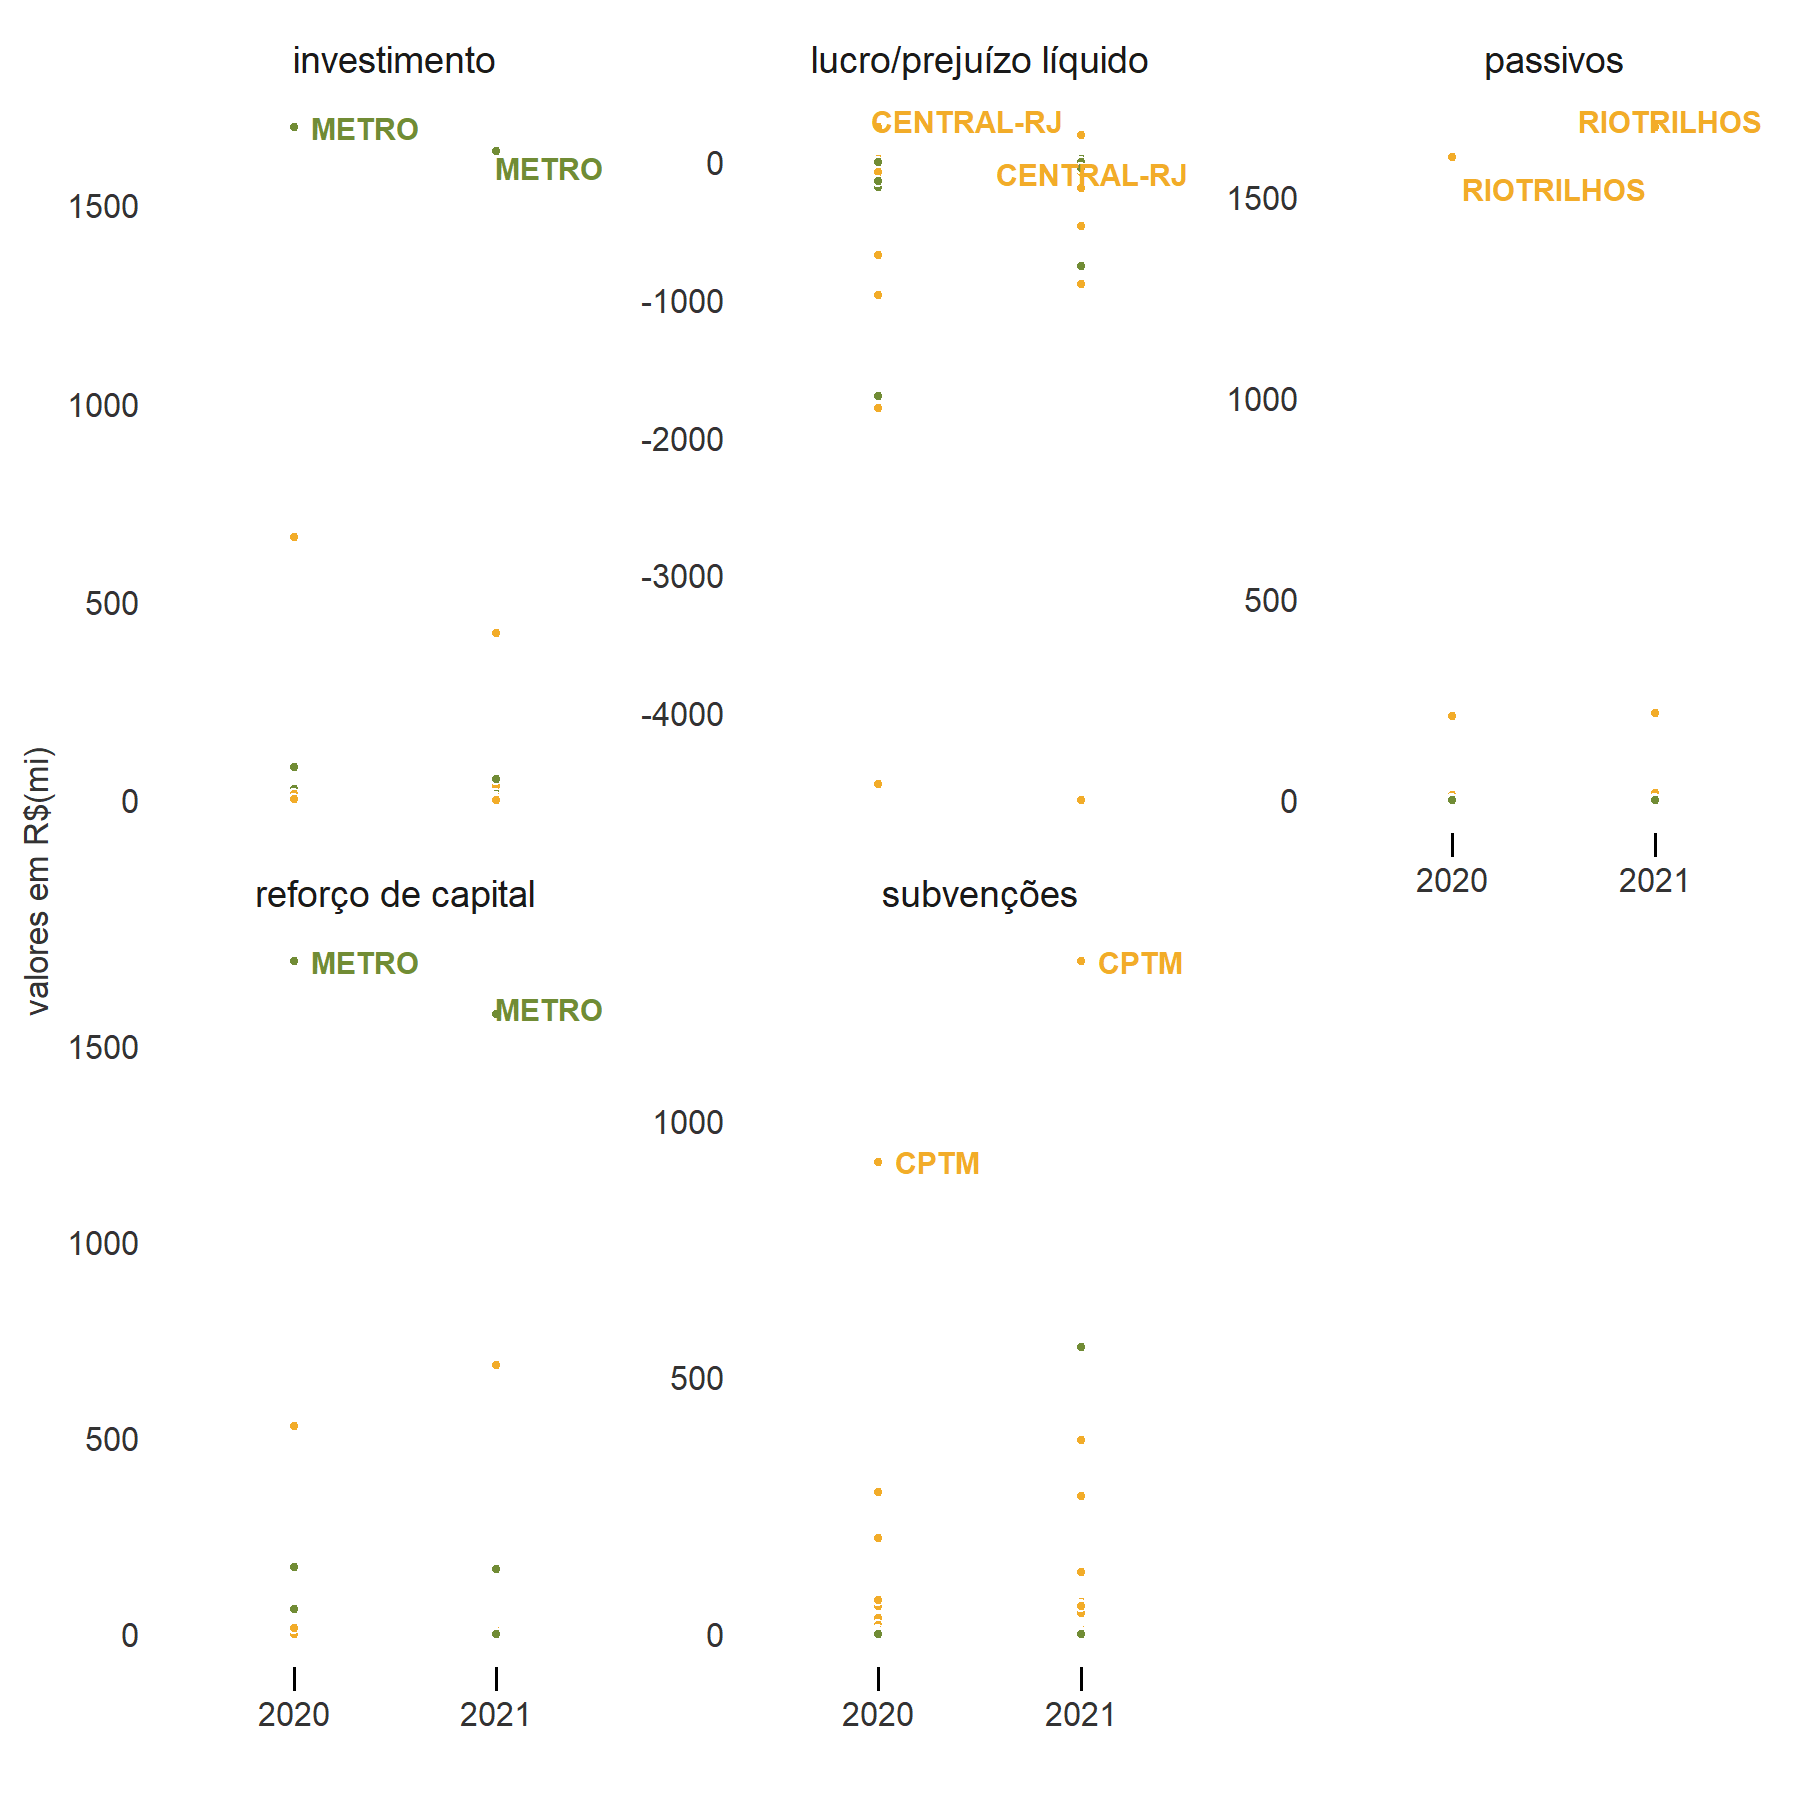 investimento
METRO
METRO
1500
1000
500
0
lucro/prejuízo líquido
CENTRAL-RJ
CENTRAL-RJ
0
-1000
-2000
-3000
-4000
passivos
RIOTRILHOS
RIOTRILHOS
1500
1000
500
0
2020
2021
valores em R$(mi)
reforço de capital
METRO
METRO
1500
1000
500
0
2020
2021
subvenções
CPTM
CPTM
1000
500
0
2020
2021